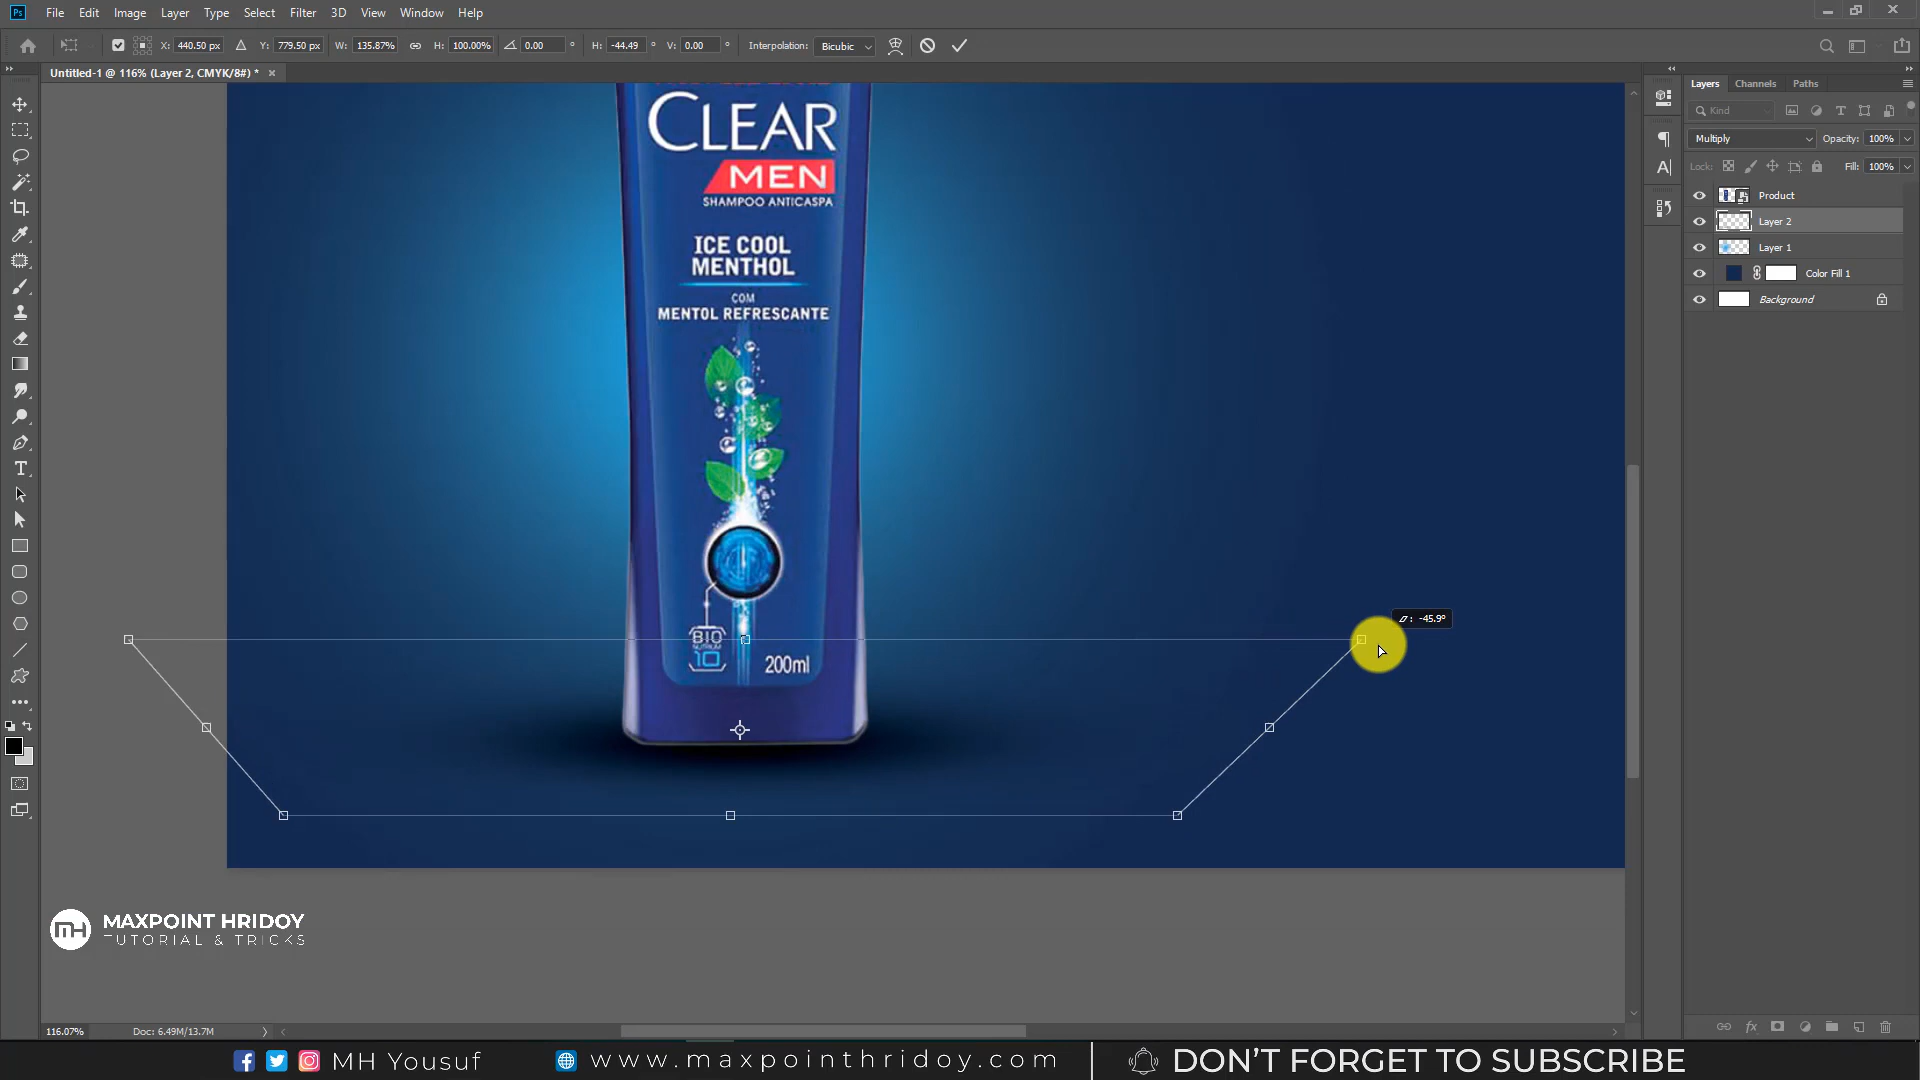 Ps File Edit Image Layer Type Select Filter 3D View Window Help
X: 440.50 px Y: 779.50 px W: 135.87% H: 100.00% 0.00 ° H: -44.49 ° V: 0.00 ° Interpolation: Bicubic
Untitled-1 @ 116% (Layer 2, CMYK/8#) * ×
Layers Channels Paths
Kind
Multiply Opacity: 100%
Lock: Fill: 100%
Product
Layer 2
Layer 1
Color Fill 1
Background
CLEAR
MEN
SHAMPOO ANTICASPA
ICE COOL
MENTHOL
COM
MENTOL REFRESCANTE
BIO
NUTRIUM
10
200ml
-45.9°
MH MAXPOINT HRIDOY
TUTORIAL & TRICKS
116.07% Doc: 6.49M/13.7M
MH Yousuf www.maxpointhridoy.com DON'T FORGET TO SUBSCRIBE